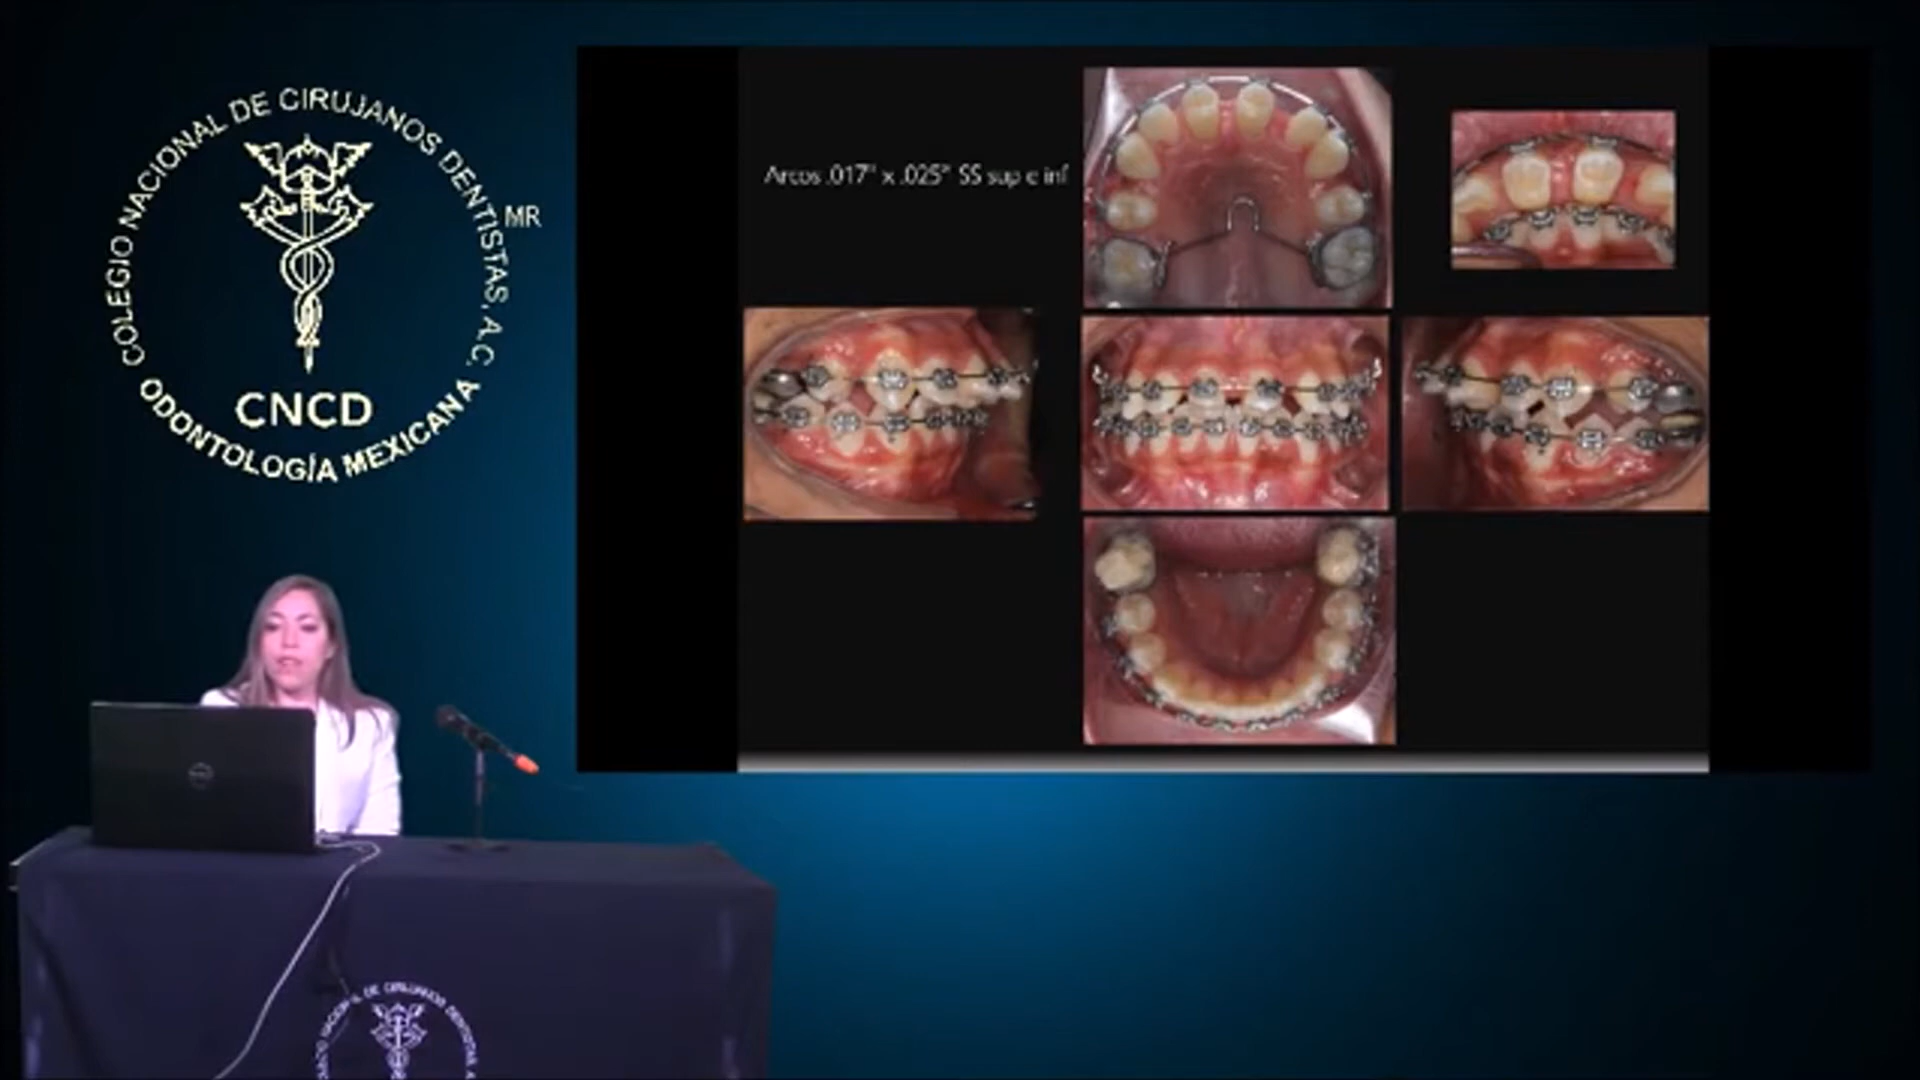 COLEGIO NACIONAL DE CIRUJANOS DENTISTAS, A.C.
MR
CNCD
ODONTOLOGÍA MEXICANA
Arcos .017" x .025" SS sup e inf